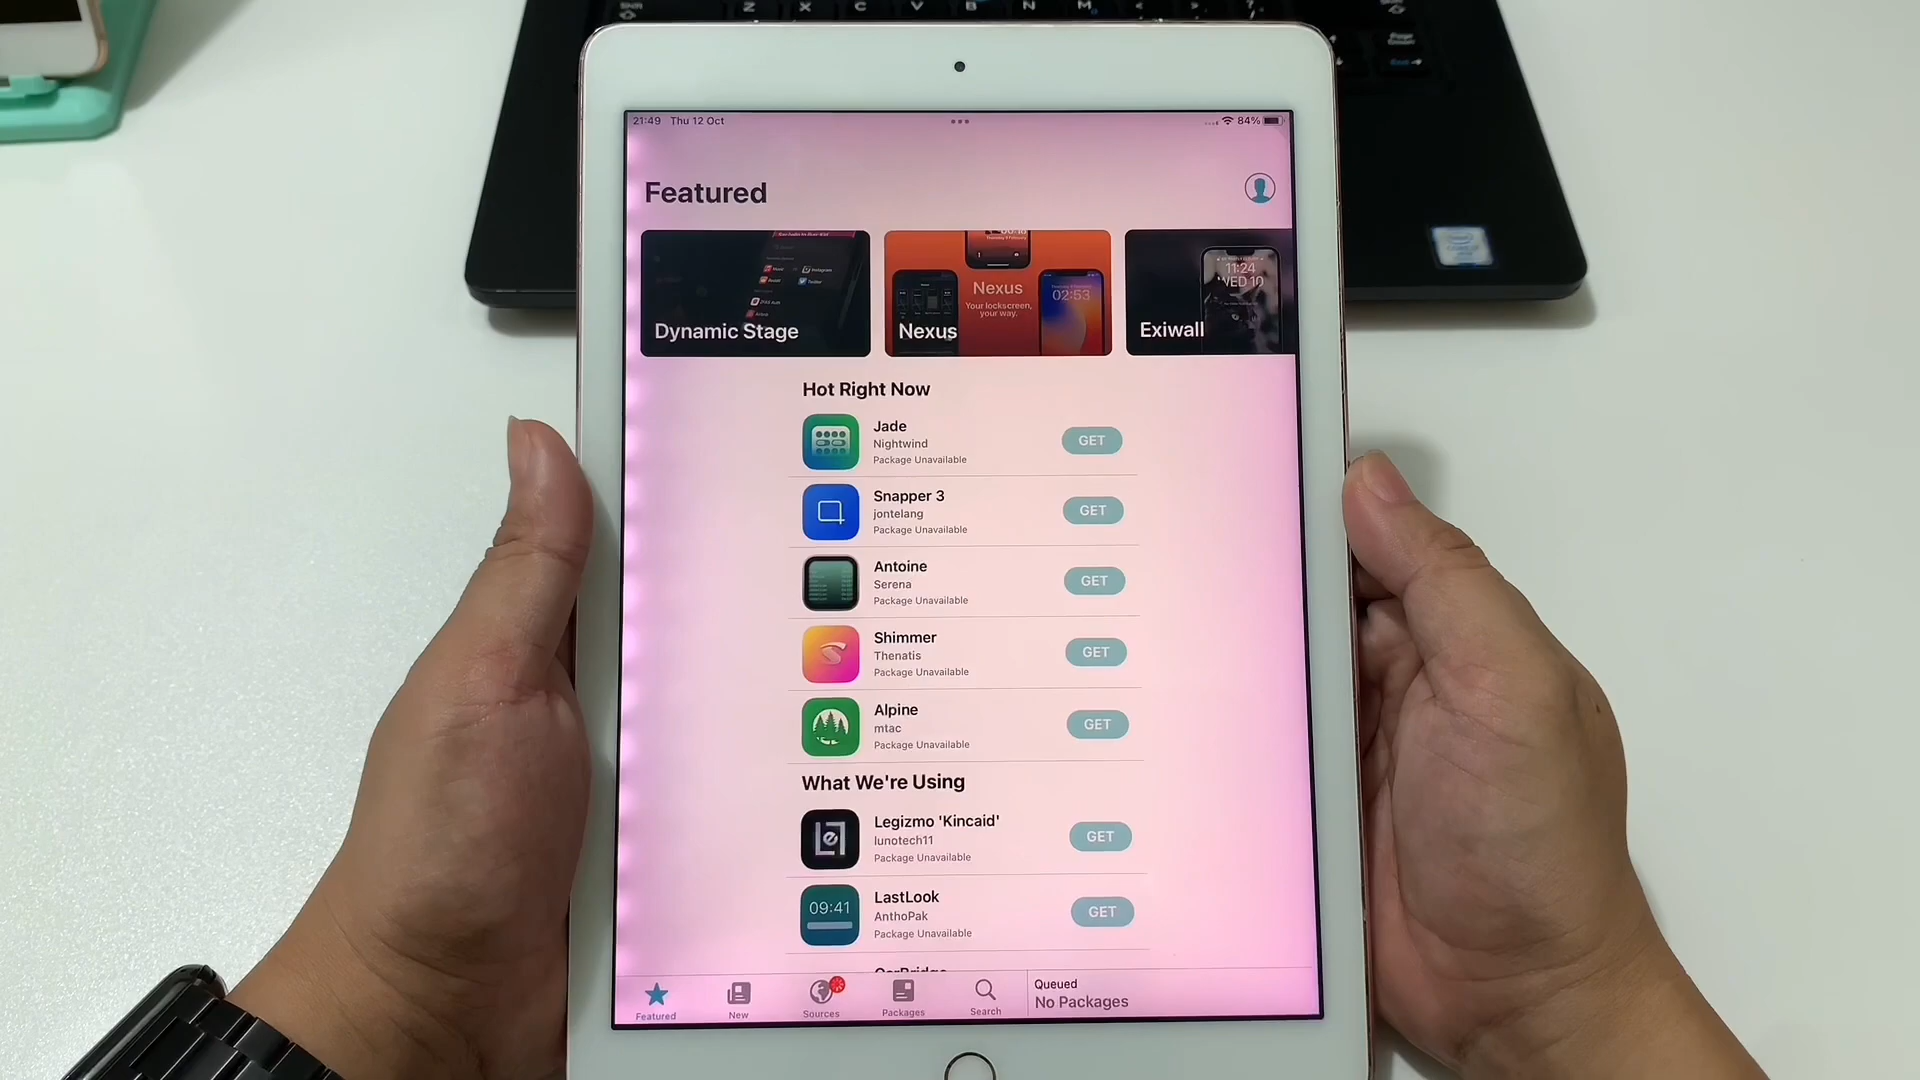 Z X C V B N M
21:49 Thu 12 Oct
84%
Featured
Dynamic Stage
Nexus
Your lockscreen,
your way.
02:53
Nexus
11:24
WED 10
Exiwall
Hot Right Now
Jade
Nightwind
Package Unavailable
GET
Snapper 3
jontelang
Package Unavailable
GET
Antoine
Serena
Package Unavailable
GET
Shimmer
Thenatis
Package Unavailable
GET
Alpine
mtac
Package Unavailable
GET
What We're Using
Legizmo 'Kincaid'
lunotech11
Package Unavailable
GET
09:41
LastLook
AnthoPak
Package Unavailable
GET
Featured
New
Sources
Packages
Search
Queued
No Packages